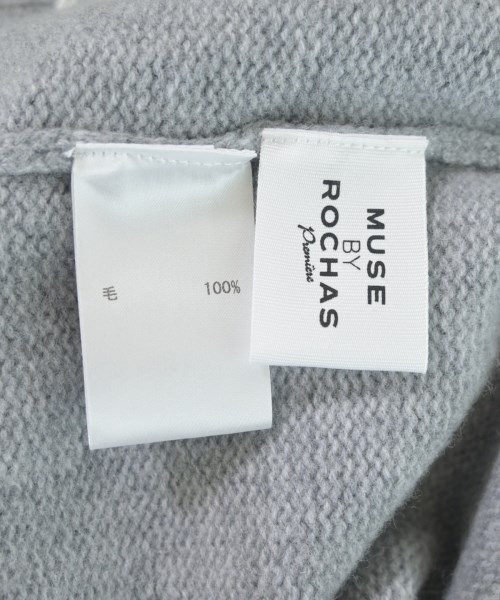 毛 100%
MUSE
BY
ROCHAS
Première